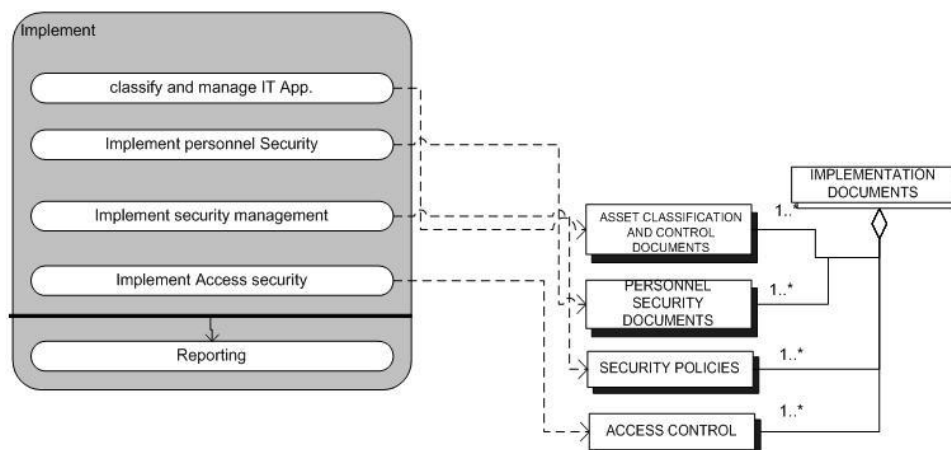 Implement
classify and manage IT App.
Implement personnel Security
Implement security management
Implement Access security
Reporting
IMPLEMENTATION
DOCUMENTS
1..*
ASSET CLASSIFICATION
AND CONTROL
DOCUMENTS
1..*
PERSONNEL
SECURITY
DOCUMENTS
1..*
SECURITY POLICIES
1..*
ACCESS CONTROL